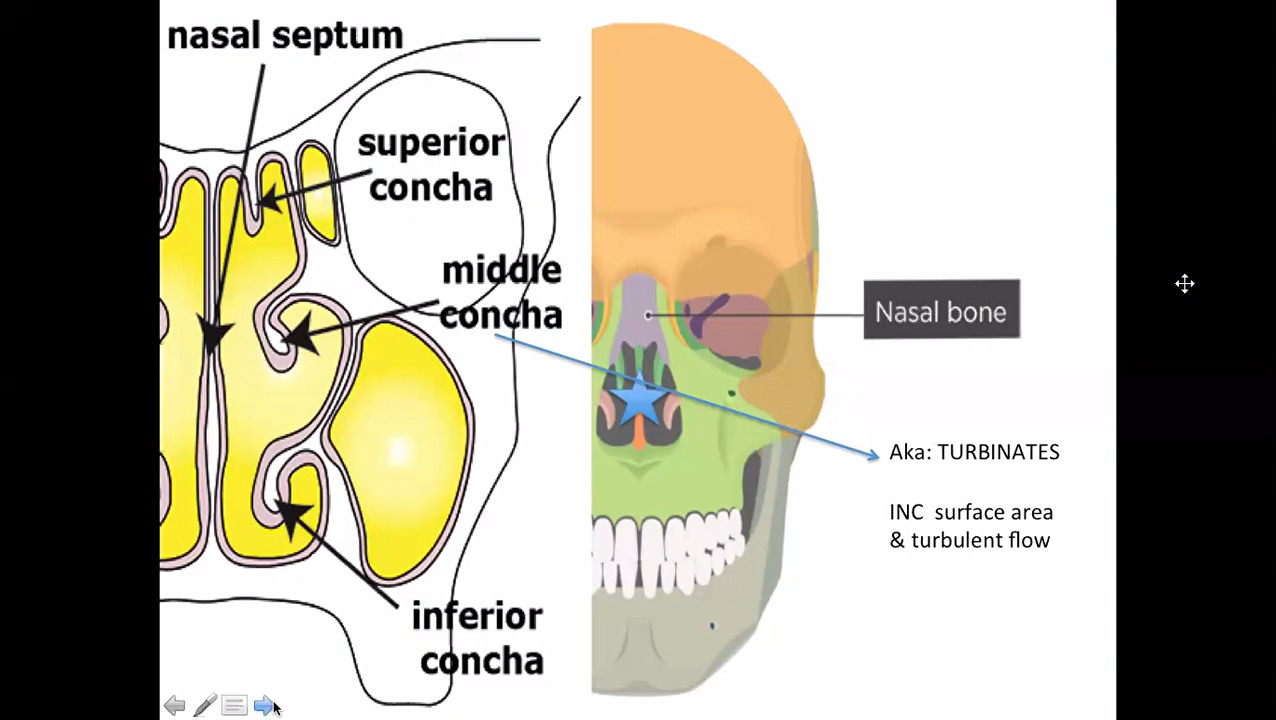 nasal septum
superior
concha
middle
concha
inferior
concha
Nasal bone
Aka: TURBINATES
INC surface area
& turbulent flow